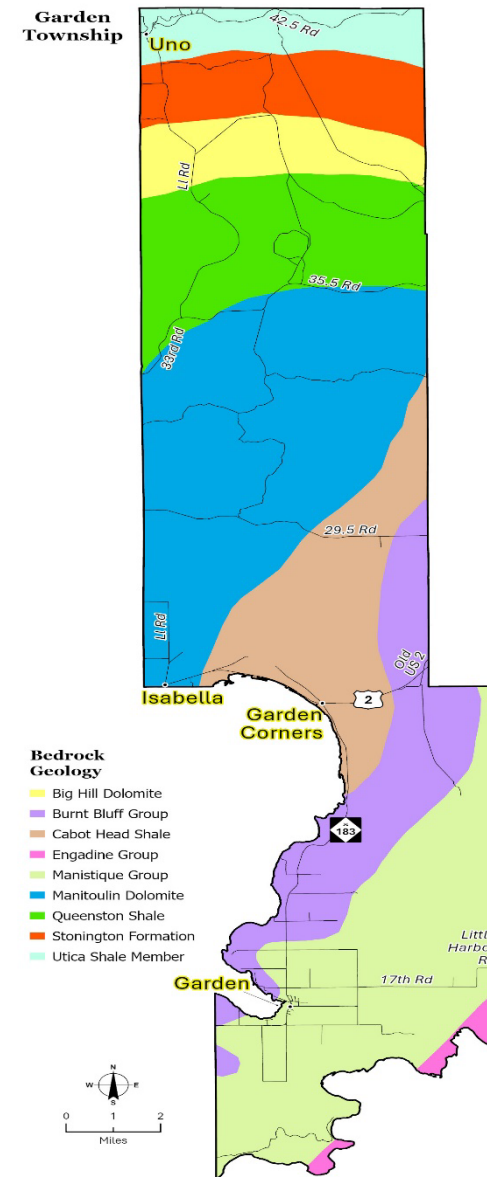 Garden
Township
Uno
42.5 Rd
LI Rd
35.5 Rd
33rd Rd
29.5 Rd
LI Rd
Old
US 2
Isabella
2
Garden
Corners
Bedrock
Geology
Big Hill Dolomite
Burnt Bluff Group
Cabot Head Shale
Engadine Group
Manistique Group
Manitoulin Dolomite
Queenston Shale
Stonington Formation
Utica Shale Member
M
183
Littl
Harbo
R
17th Rd
Garden
N
W
E
S
0
1
2
Miles